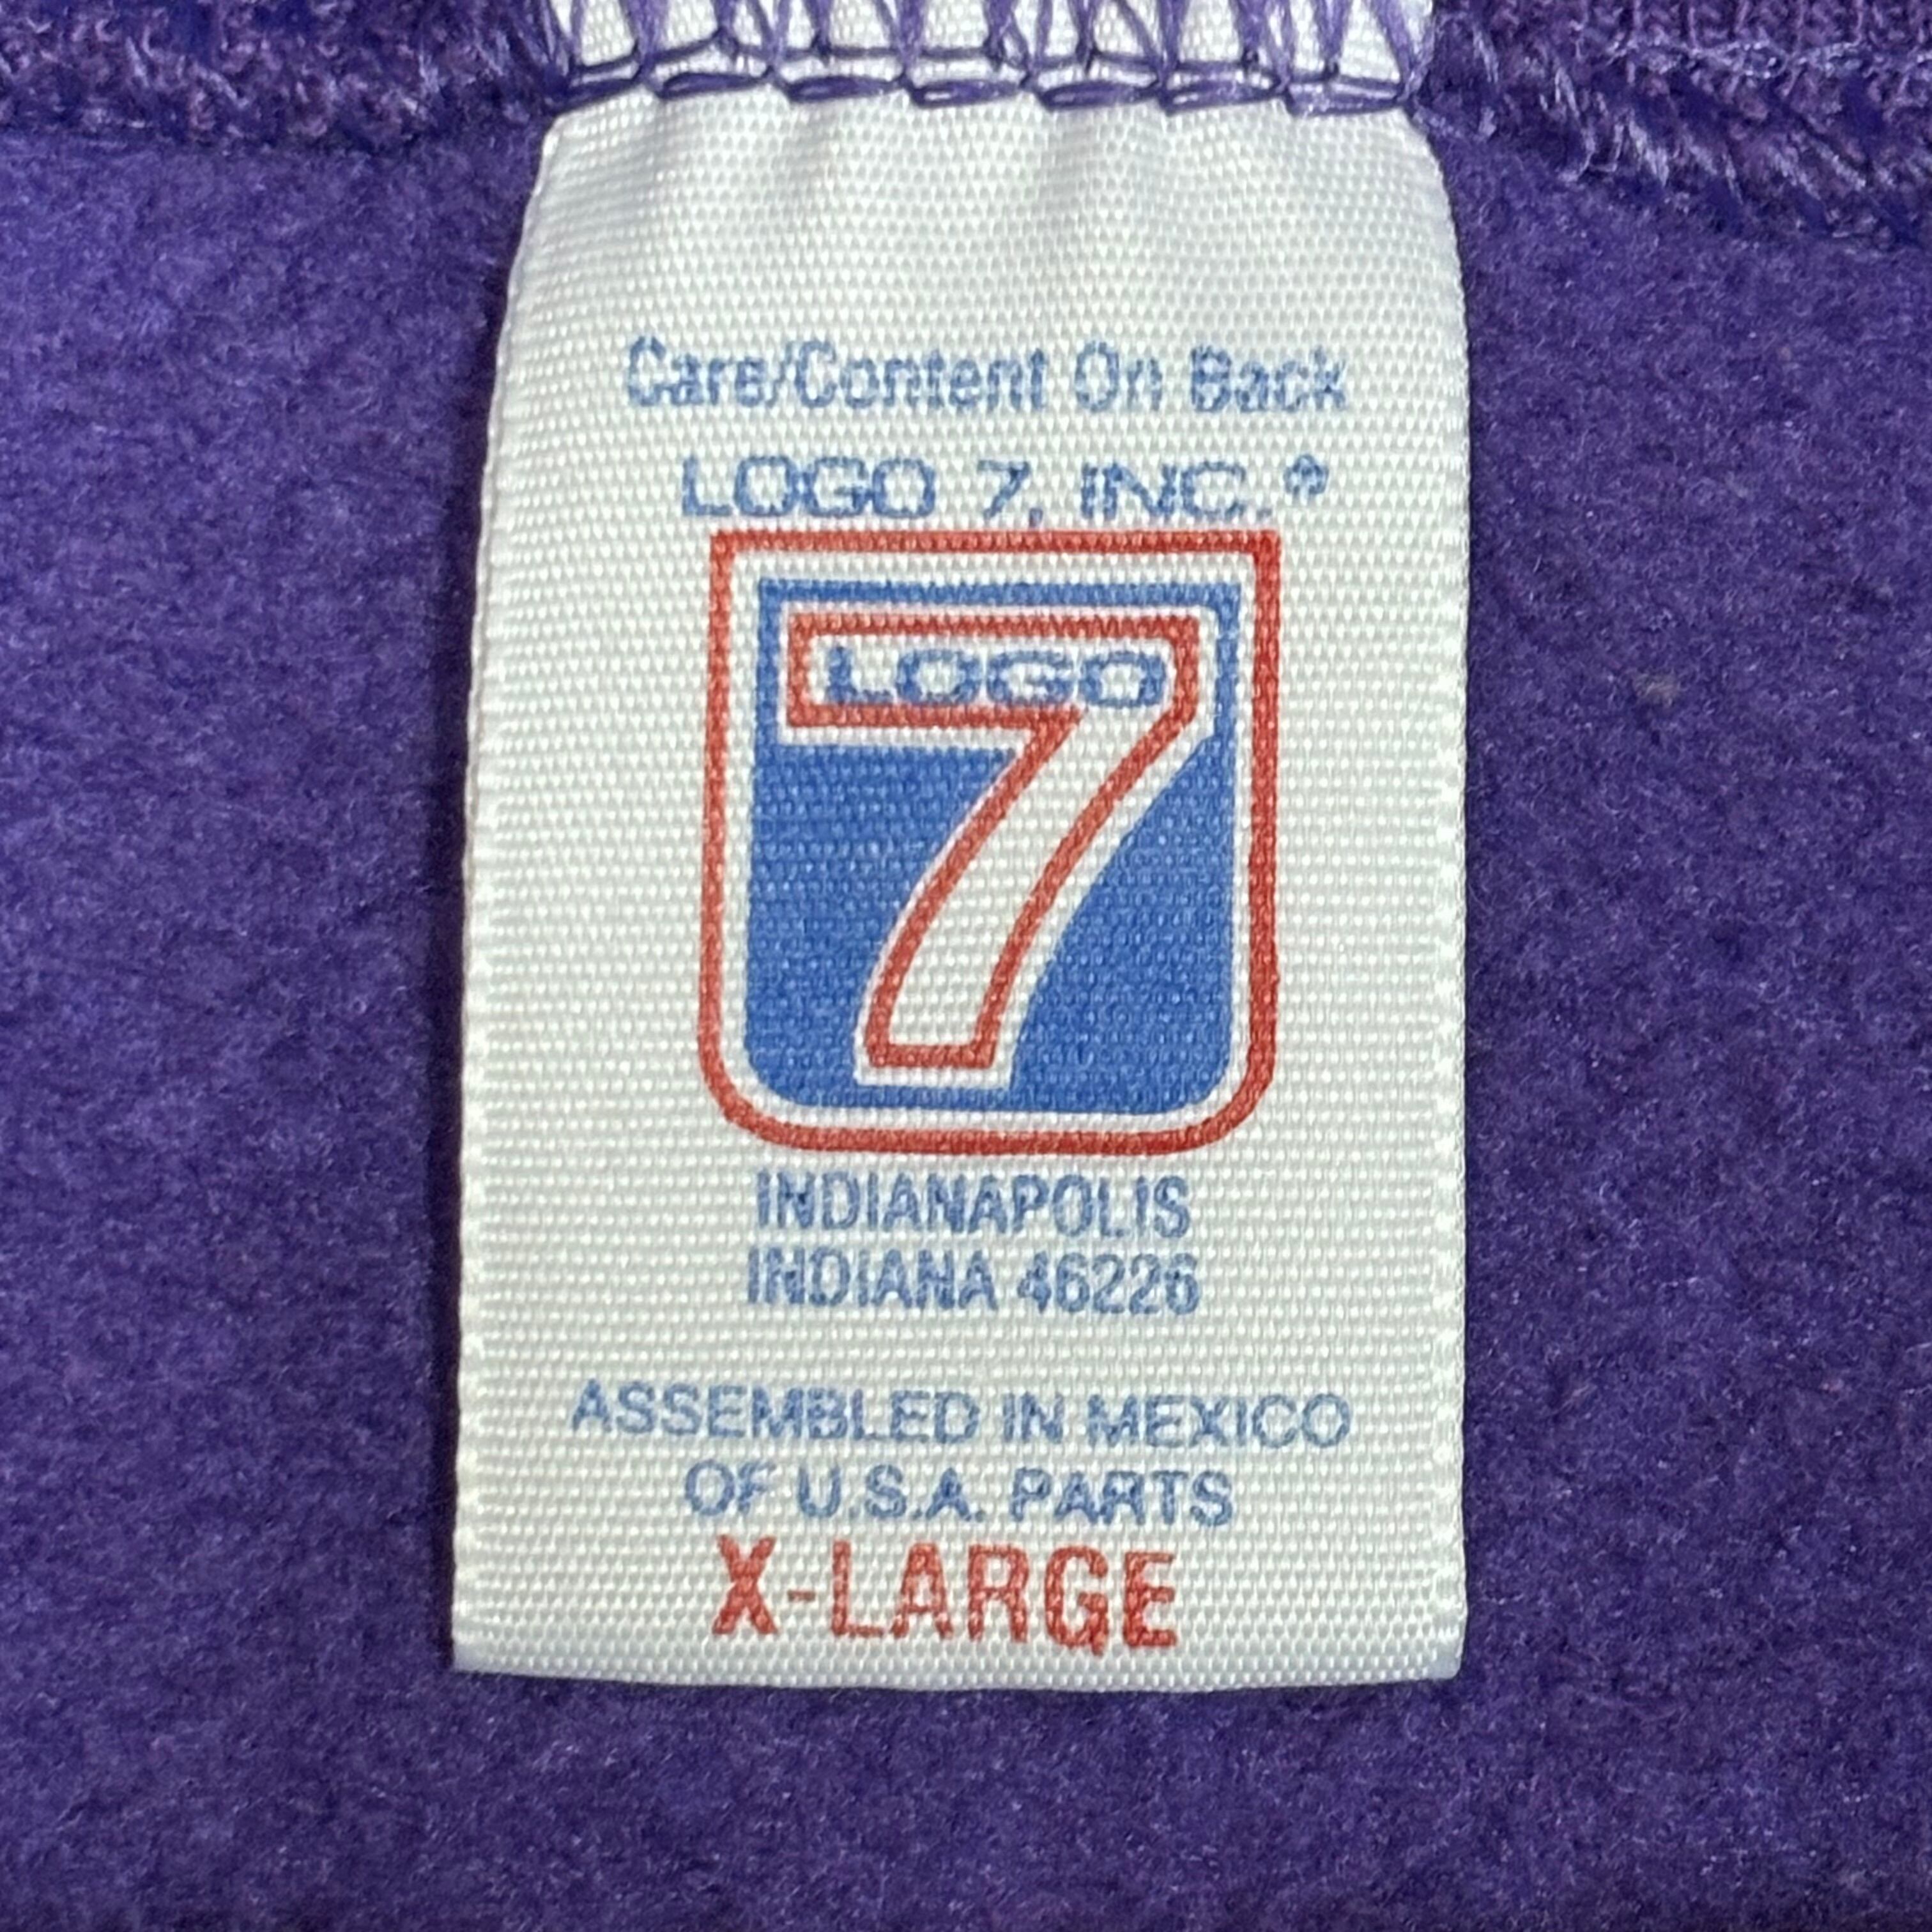 Care/Content On Back
LOGO 7, INC.®
LOGO
7
INDIANAPOLIS
INDIANA 46226
ASSEMBLED IN MEXICO
OF U.S.A. PARTS
X-LARGE